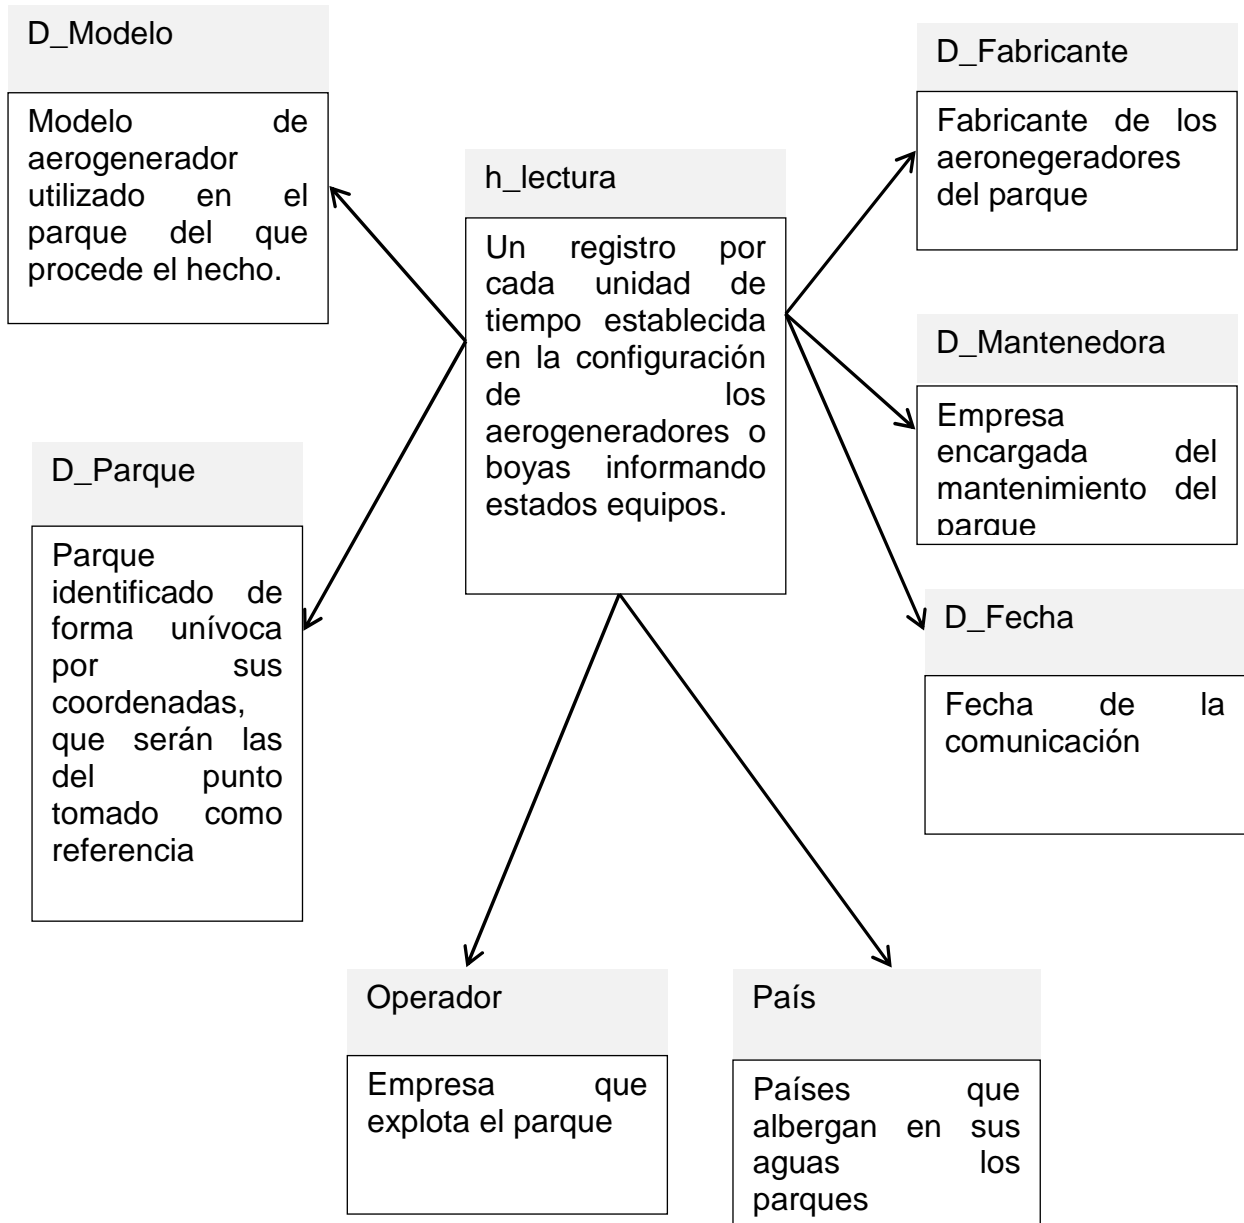 D_Modelo
Modelo de
aerogenerador
utilizado en el
parque del que
procede el hecho.
D_Fabricante
Fabricante de los
aeronegeradores
del parque
h_lectura
Un registro por
cada unidad de
tiempo establecida
en la configuración
de los
aerogeneradores o
boyas informando
estados equipos.
D_Mantenedora
Empresa
encargada del
mantenimiento del
parque
D_Parque
Parque
identificado de
forma unívoca
por sus
coordenadas,
que serán las
del punto
tomado como
referencia
D_Fecha
Fecha de la
comunicación
Operador
Empresa que
explota el parque
País
Países que
albergan en sus
aguas los
parques